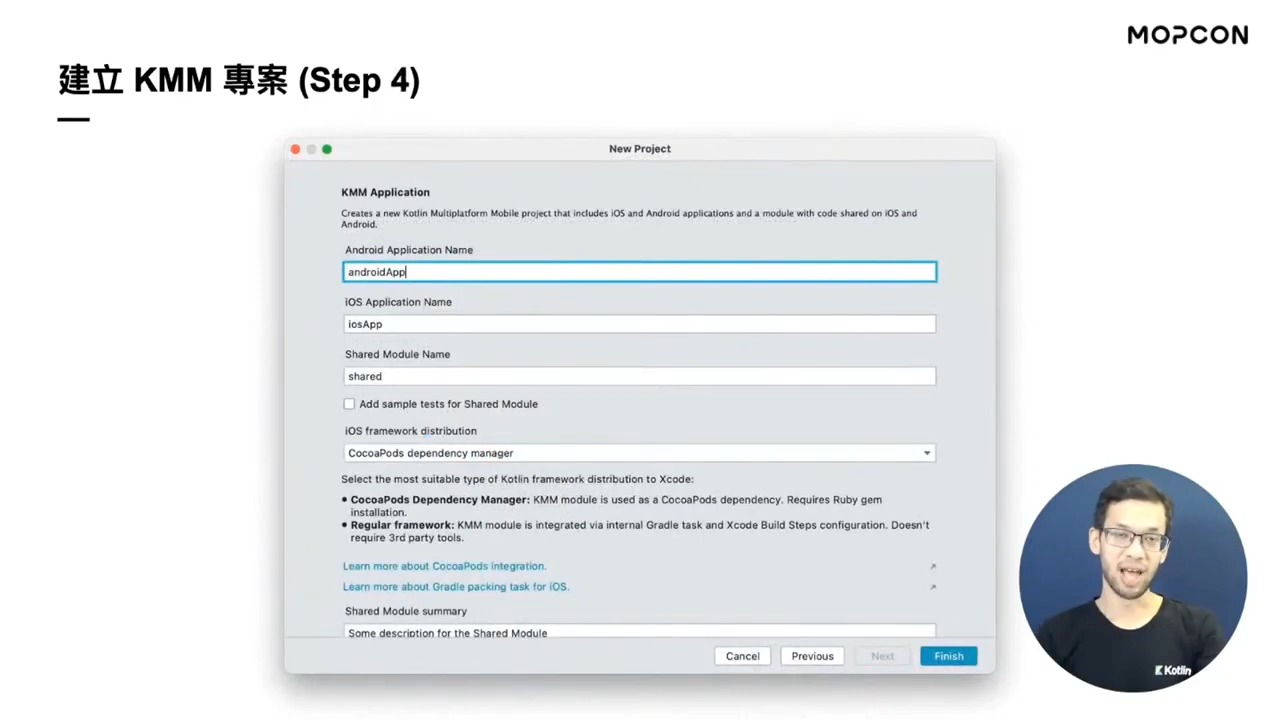 MOPCON
建立 KMM 專案 (Step 4)
New Project
KMM Application
Creates a new Kotlin Multiplatform Mobile project that includes iOS and Android applications and a module with code shared on iOS and
Android.
Android Application Name
androidApp
iOS Application Name
iosApp
Shared Module Name
shared
Add sample tests for Shared Module
iOS framework distribution
CocoaPods dependency manager
Select the most suitable type of Kotlin framework distribution to Xcode:
• CocoaPods Dependency Manager: KMM module is used as a CocoaPods dependency. Requires Ruby gem
installation.
• Regular framework: KMM module is integrated via internal Gradle task and Xcode Build Steps configuration. Doesn't
require 3rd party tools.
Learn more about CocoaPods integration.
Learn more about Gradle packing task for iOS.
Shared Module summary
Some description for the Shared Module
Cancel Previous Next Finish
Kotlin